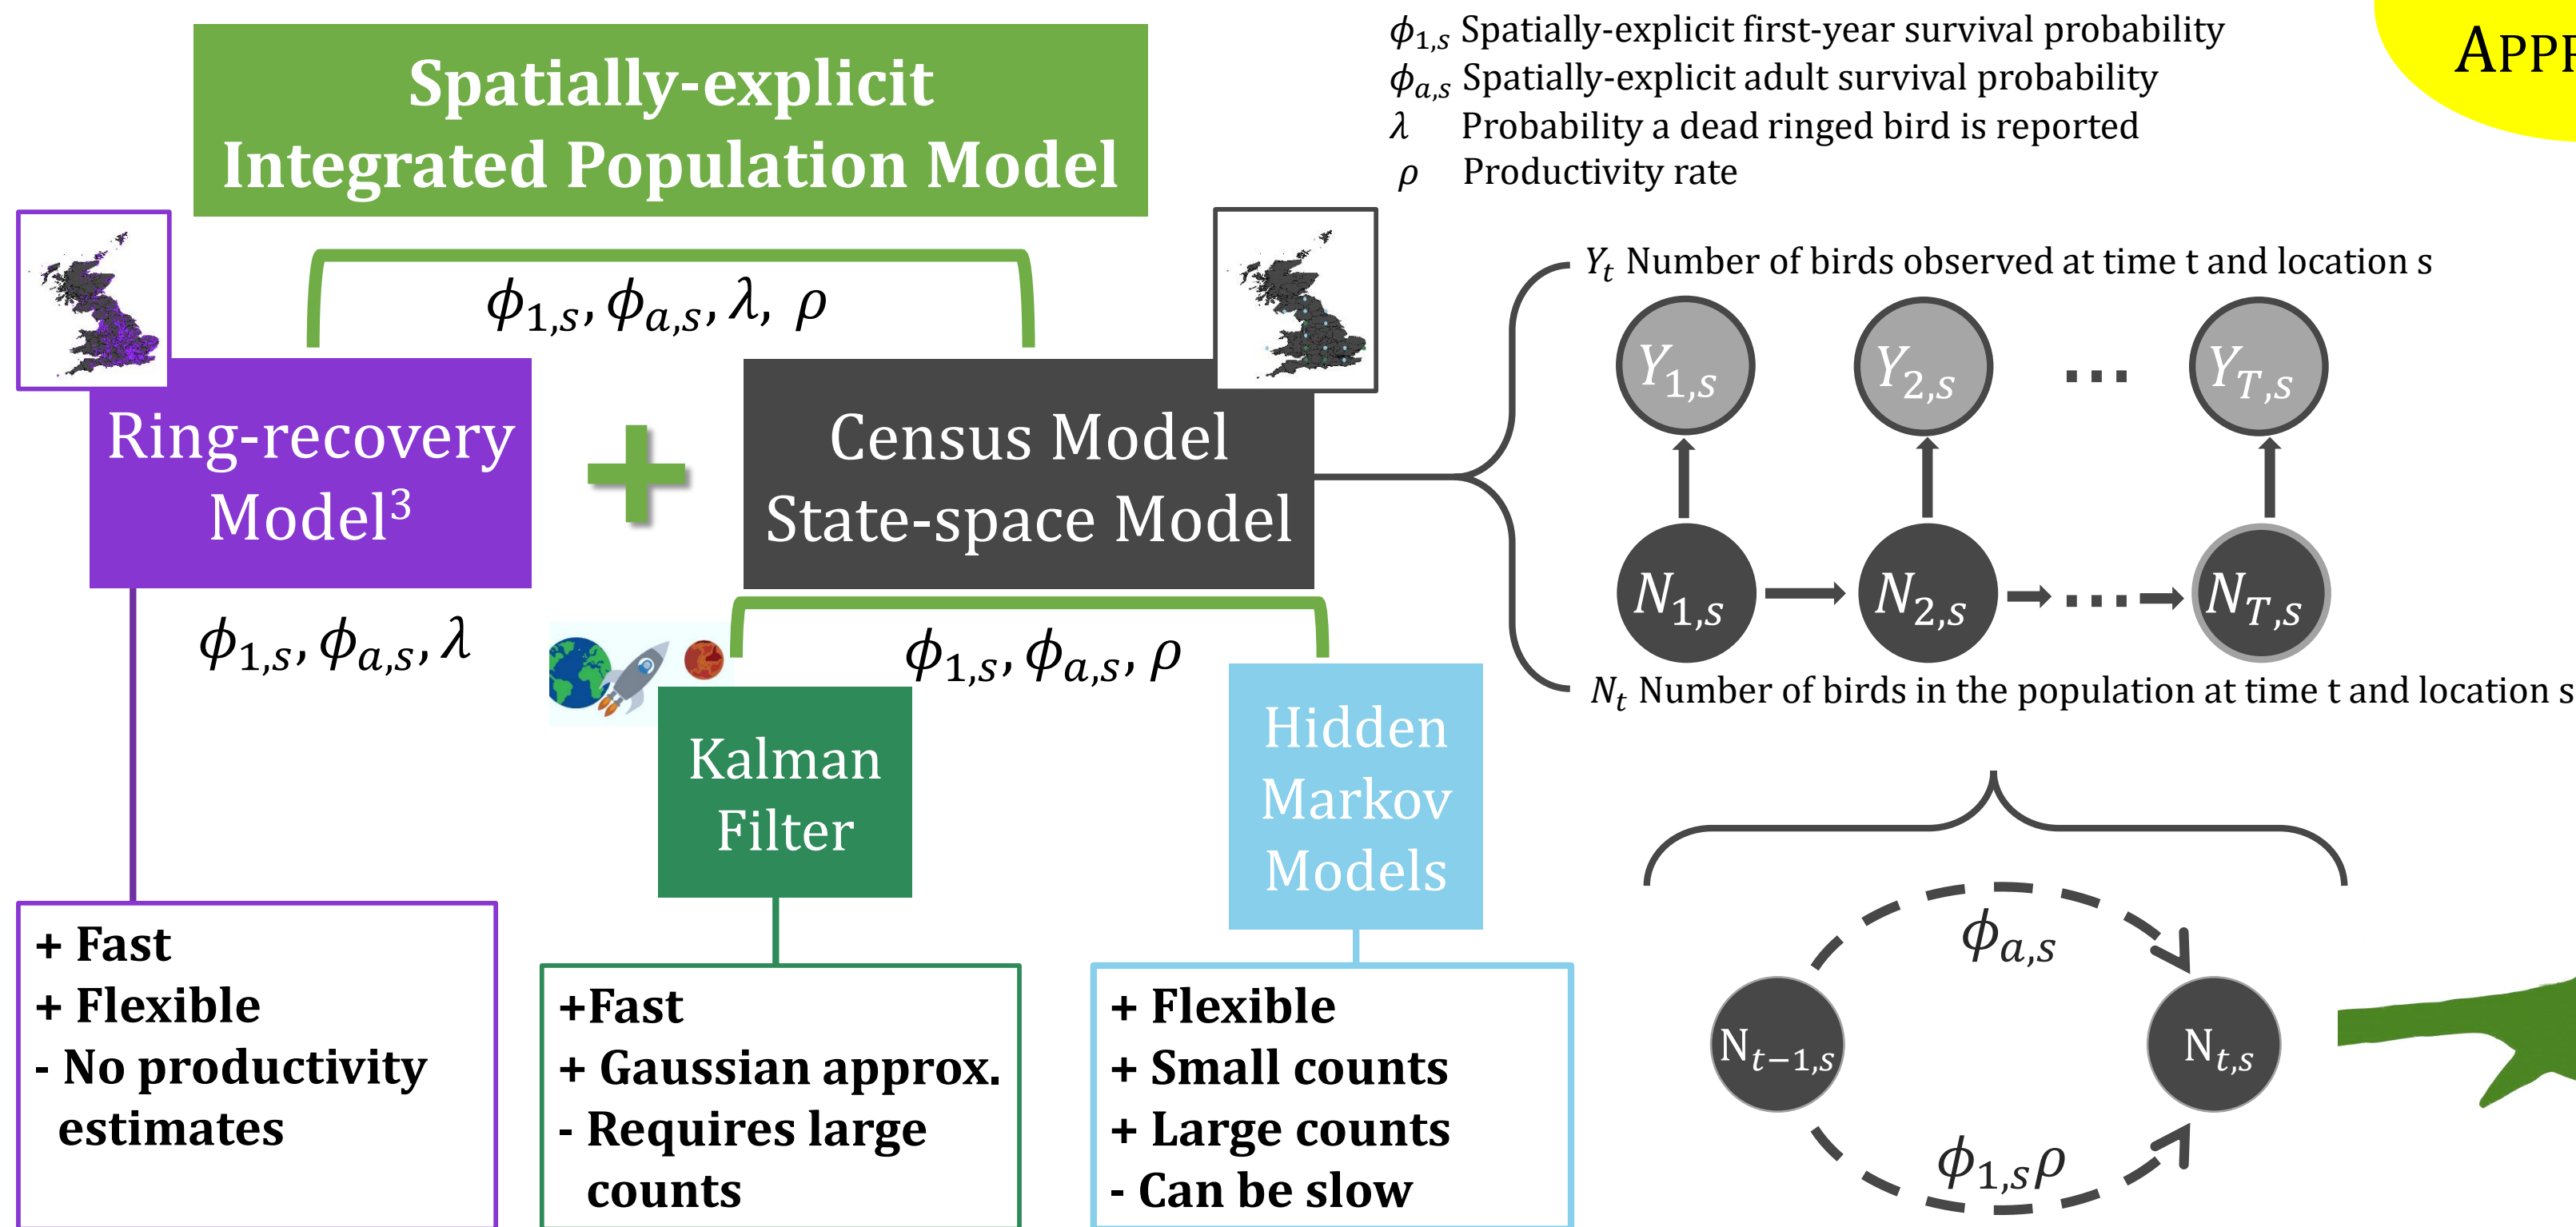 Spatially-explicit
Integrated Population Model
ϕ₁,ₛ Spatially-explicit first-year survival probability
ϕₐ,ₛ Spatially-explicit adult survival probability
λ Probability a dead ringed bird is reported
ρ Productivity rate
ϕ₁,ₛ, ϕₐ,ₛ, λ, ρ
Ring-recovery
Model³
+
Census Model
State-space Model
Yₜ Number of birds observed at time t and location s
Y₁,ₛ Y₂,ₛ ... Y_T,ₛ
N₁,ₛ N₂,ₛ ... N_T,ₛ
Nₜ Number of birds in the population at time t and location s
ϕ₁,ₛ, ϕₐ,ₛ, λ
ϕ₁,ₛ, ϕₐ,ₛ, ρ
Kalman
Filter
Hidden
Markov
Models
+ Fast
+ Flexible
- No productivity
estimates
+Fast
+ Gaussian approx.
- Requires large
counts
+ Flexible
+ Small counts
+ Large counts
- Can be slow
ϕₐ,ₛ
Nₜ₋₁,ₛ Nₜ,ₛ
ϕ₁,ₛρ